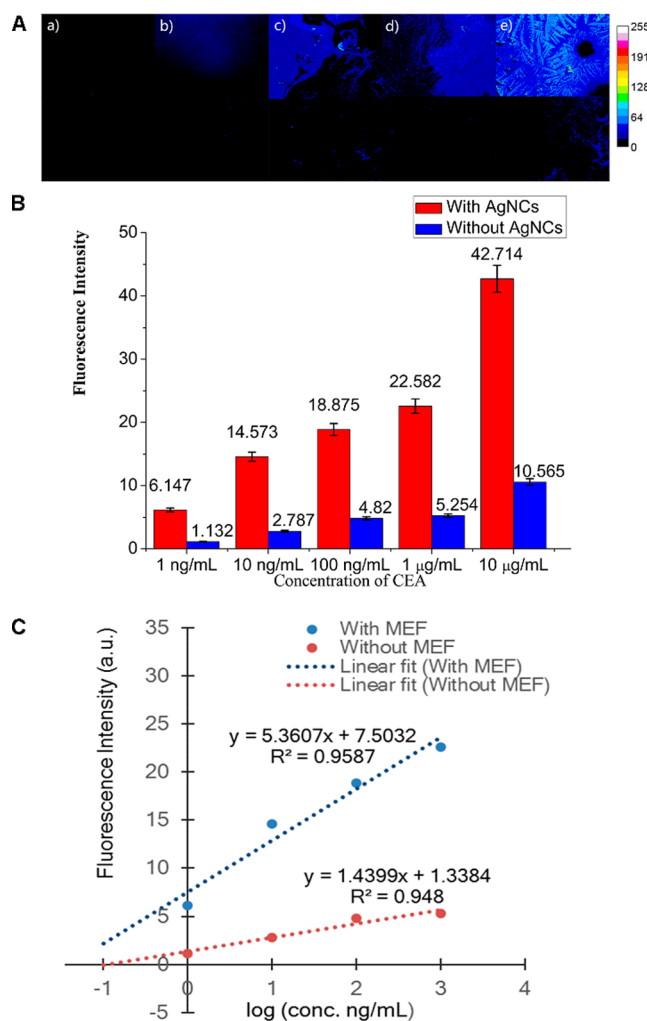 A
a)
b)
c)
d)
e)
255
191
128
64
0
B
With AgNCs
Without AgNCs
Fluorescence Intensity
50
40
30
20
10
0
6.147
1.132
14.573
2.787
18.875
4.82
22.582
5.254
42.714
10.565
1 ng/mL
10 ng/mL
100 ng/mL
1 μg/mL
10 μg/mL
Concentration of CEA
C
Fluorescence Intensity (a.u.)
35
30
25
20
15
10
5
0
-5
With MEF
Without MEF
Linear fit (With MEF)
Linear fit (Without MEF)
y = 5.3607x + 7.5032
R² = 0.9587
y = 1.4399x + 1.3384
R² = 0.948
-1
1
2
3
4
log (conc. ng/mL)